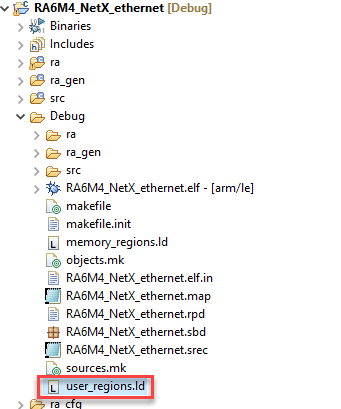 RA6M4_NetX_ethernet [Debug]
Binaries
Includes
ra
ra_gen
src
Debug
ra
ra_gen
src
RA6M4_NetX_ethernet.elf - [arm/le]
makefile
makefile.init
memory_regions.ld
objects.mk
RA6M4_NetX_ethernet.elf.in
RA6M4_NetX_ethernet.map
RA6M4_NetX_ethernet.rpd
RA6M4_NetX_ethernet.sbd
RA6M4_NetX_ethernet.srec
sources.mk
user_regions.ld
ra_cfg